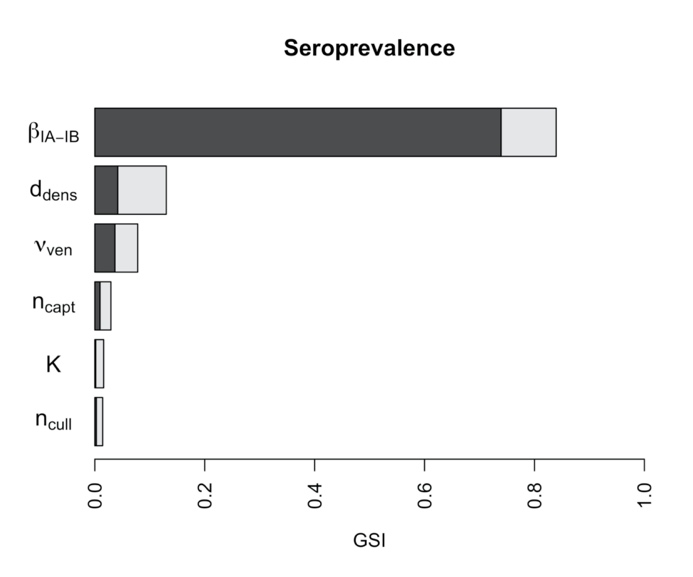 Seroprevalence
βIA−IB
ddens
νven
ncapt
K
ncull
0.0 0.2 0.4 0.6 0.8 1.0
GSI